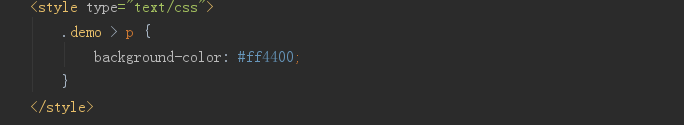 <style type="text/css">
.demo > p {
background-color: #ff4400;
}
</style>